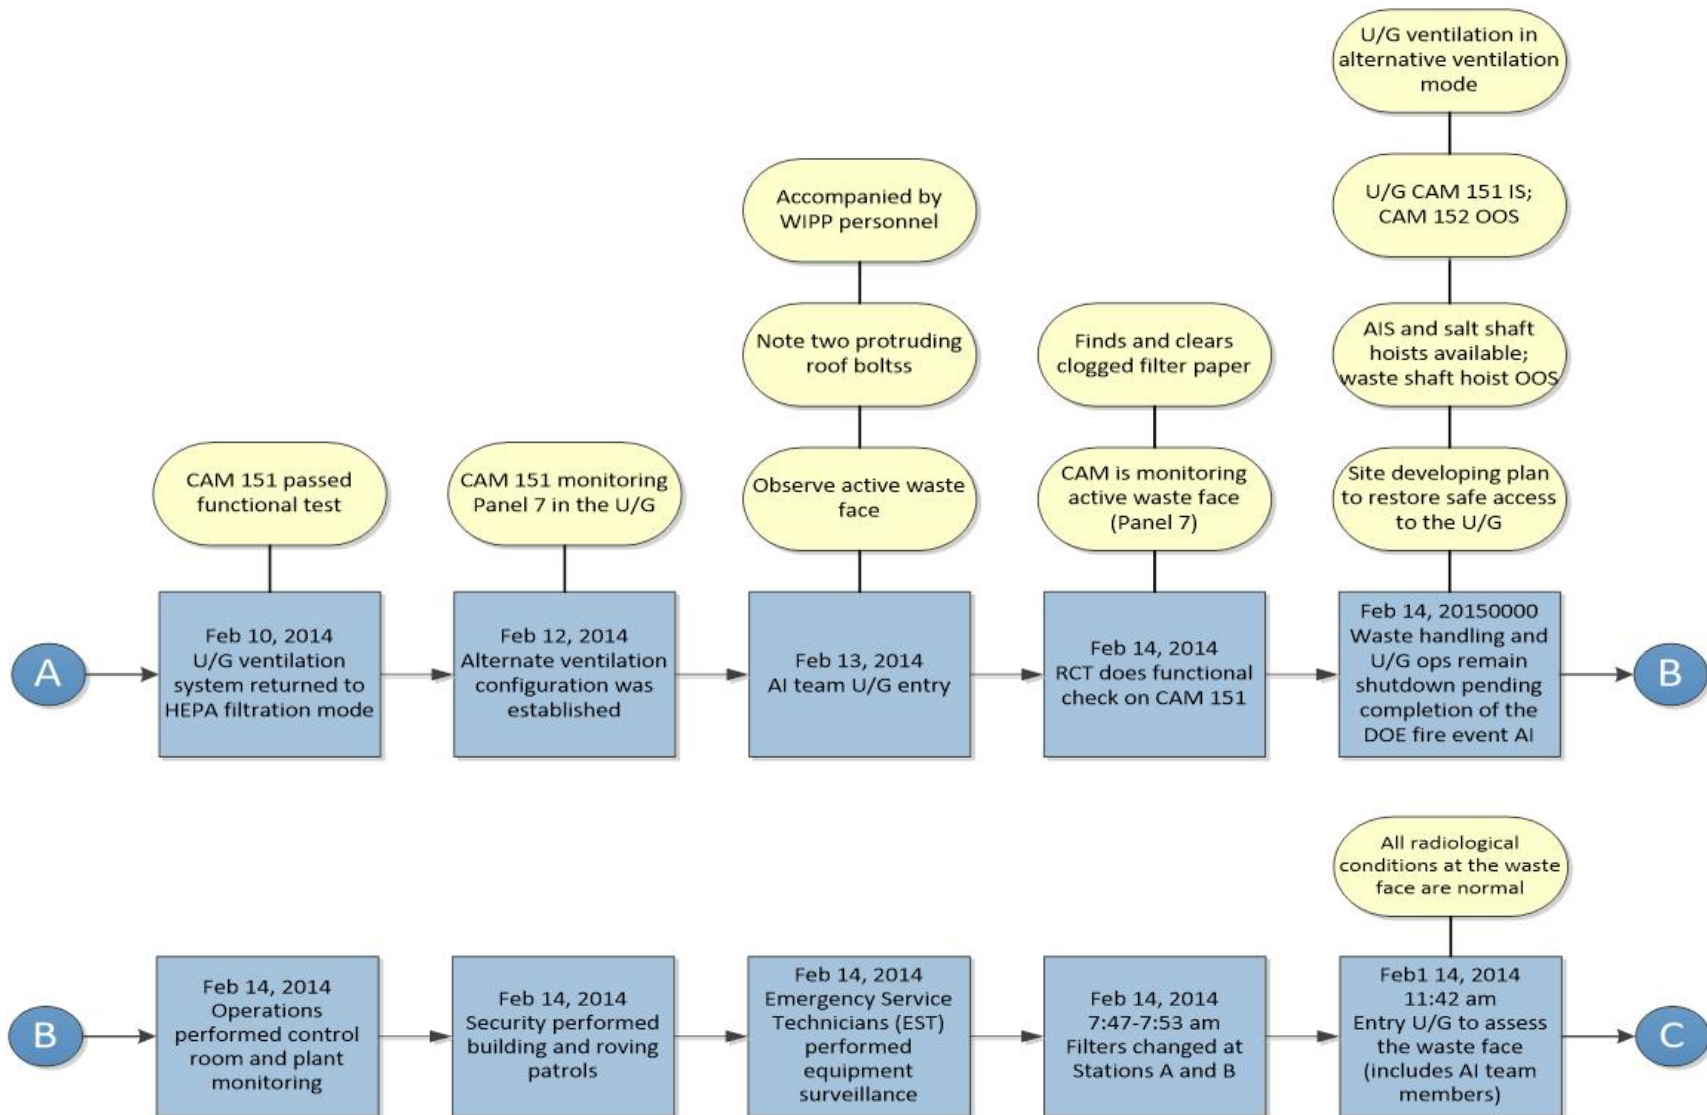 U/G ventilation in
alternative ventilation
mode
Accompanied by
WIPP personnel
U/G CAM 151 IS;
CAM 152 OOS
Note two protruding
roof boltss
Finds and clears
clogged filter paper
AIS and salt shaft
hoists available;
waste shaft hoist OOS
CAM 151 passed
functional test
CAM 151 monitoring
Panel 7 in the U/G
Observe active waste
face
CAM is monitoring
active waste face
(Panel 7)
Site developing plan
to restore safe access
to the U/G
A
Feb 10, 2014
U/G ventilation
system returned to
HEPA filtration mode
Feb 12, 2014
Alternate ventilation
configuration was
established
Feb 13, 2014
AI team U/G entry
Feb 14, 2014
RCT does functional
check on CAM 151
Feb 14, 20150000
Waste handling and
U/G ops remain
shutdown pending
completion of the
DOE fire event AI
B
All radiological
conditions at the waste
face are normal
B
Feb 14, 2014
Operations
performed control
room and plant
monitoring
Feb 14, 2014
Security performed
building and roving
patrols
Feb 14, 2014
Emergency Service
Technicians (EST)
performed
equipment
surveillance
Feb 14, 2014
7:47-7:53 am
Filters changed at
Stations A and B
Feb1 14, 2014
11:42 am
Entry U/G to assess
the waste face
(includes AI team
members)
C